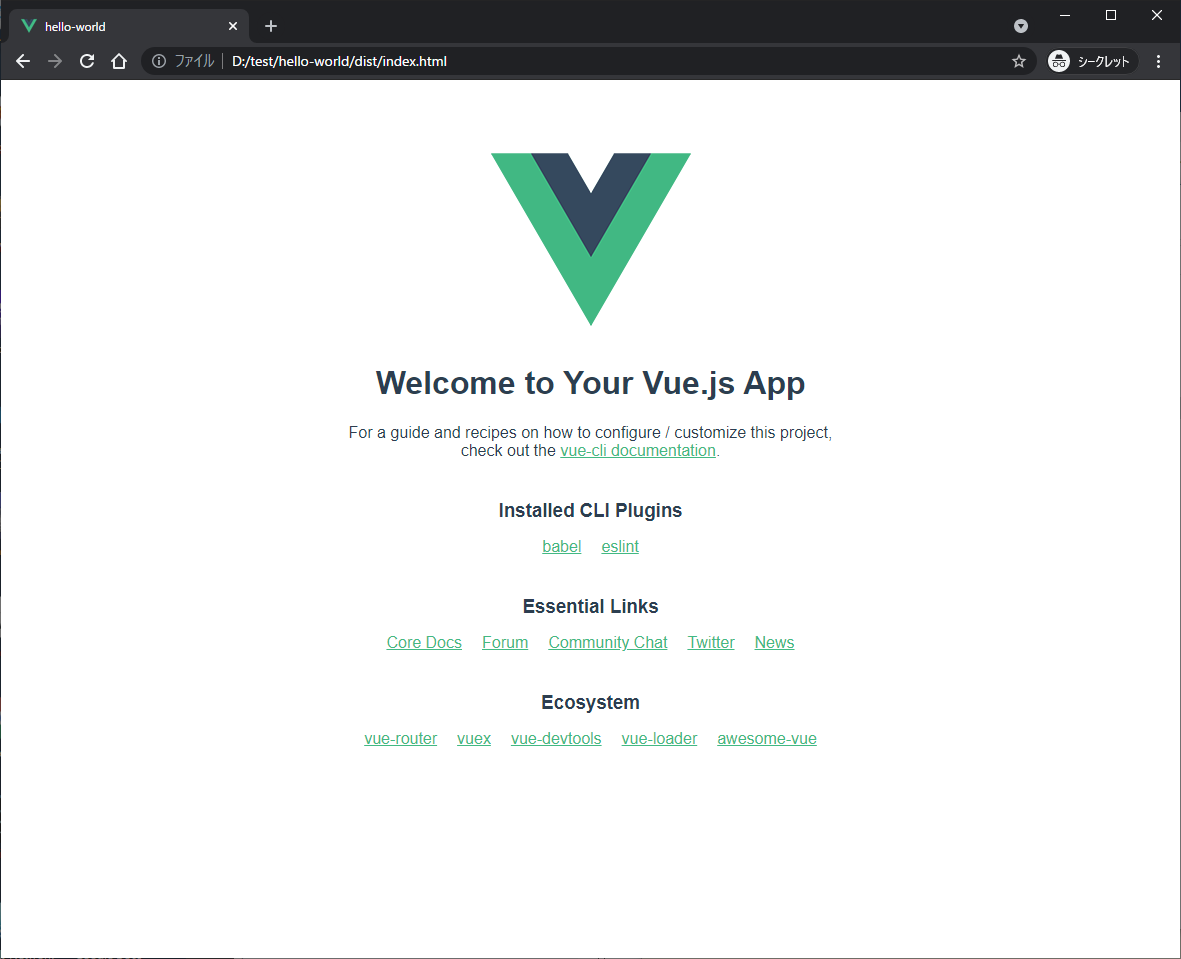 hello-world
ファイル D:/test/hello-world/dist/index.html シークレット
Welcome to Your Vue.js App
For a guide and recipes on how to configure / customize this project,
check out the vue-cli documentation.
Installed CLI Plugins
babel eslint
Essential Links
Core Docs Forum Community Chat Twitter News
Ecosystem
vue-router vuex vue-devtools vue-loader awesome-vue